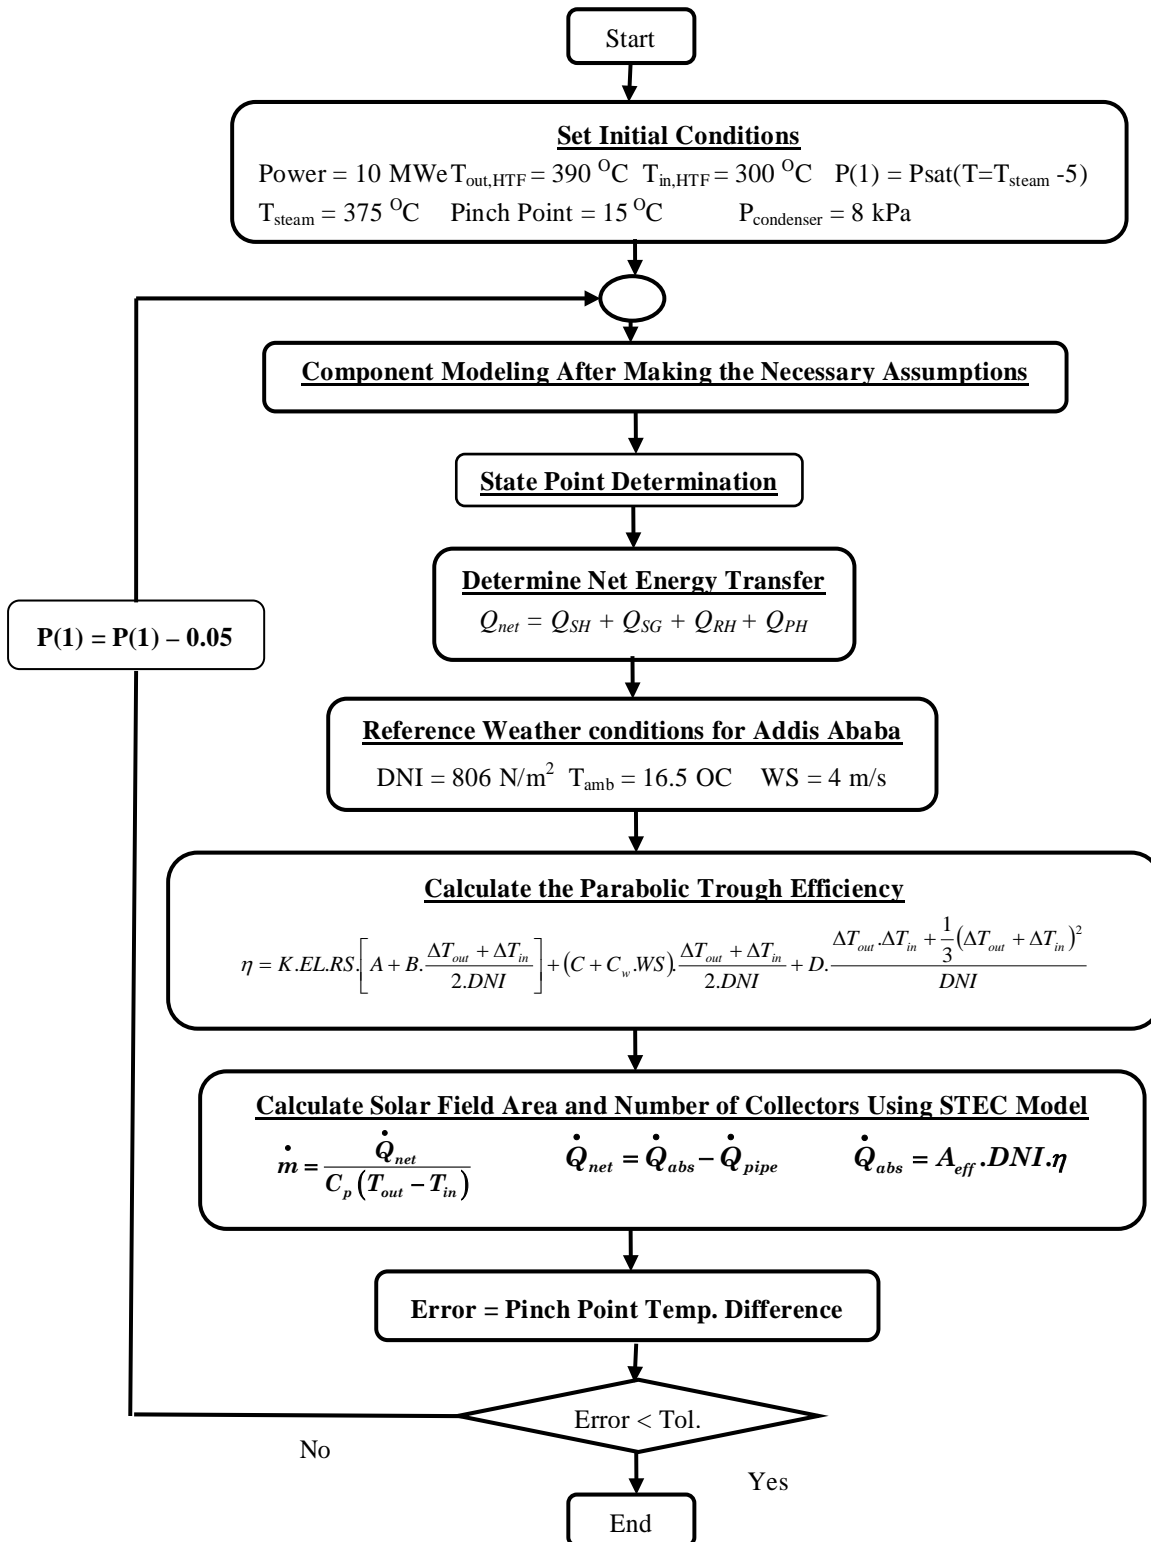 Start
Set Initial Conditions
Power = 10 MWe T_out,HTF = 390 ^OC T_in,HTF = 300 ^OC P(1) = Psat(T=T_steam -5)
T_steam = 375 ^OC Pinch Point = 15 ^OC P_condenser = 8 kPa
Component Modeling After Making the Necessary Assumptions
State Point Determination
Determine Net Energy Transfer
Q_net = Q_SH + Q_SG + Q_RH + Q_PH
P(1) = P(1) – 0.05
Reference Weather conditions for Addis Ababa
DNI = 806 N/m² T_amb = 16.5 OC WS = 4 m/s
Calculate the Parabolic Trough Efficiency
η = K.EL.RS.[A + B.(ΔT_out + ΔT_in)/(2.DNI)] + (C + C_w.WS).(ΔT_out + ΔT_in)/(2.DNI) + D.(ΔT_out.ΔT_in + 1/3(ΔT_out + ΔT_in)²)/DNI
Calculate Solar Field Area and Number of Collectors Using STEC Model
ṁ = Q̇_net/(C_p(T_out − T_in)) Q̇_net = Q̇_abs − Q̇_pipe Q̇_abs = A_eff.DNI.η
Error = Pinch Point Temp. Difference
Error < Tol.
No
Yes
End